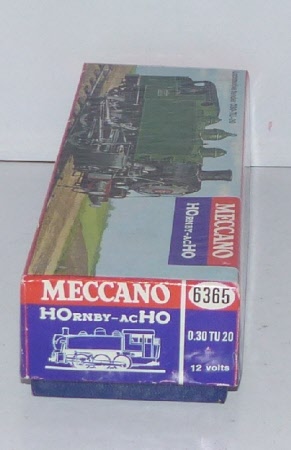 MECCANO
HORNBY-ACHO
MECCANO 6365
HORNBY-ACHO
0.30 TU 20
12 volts